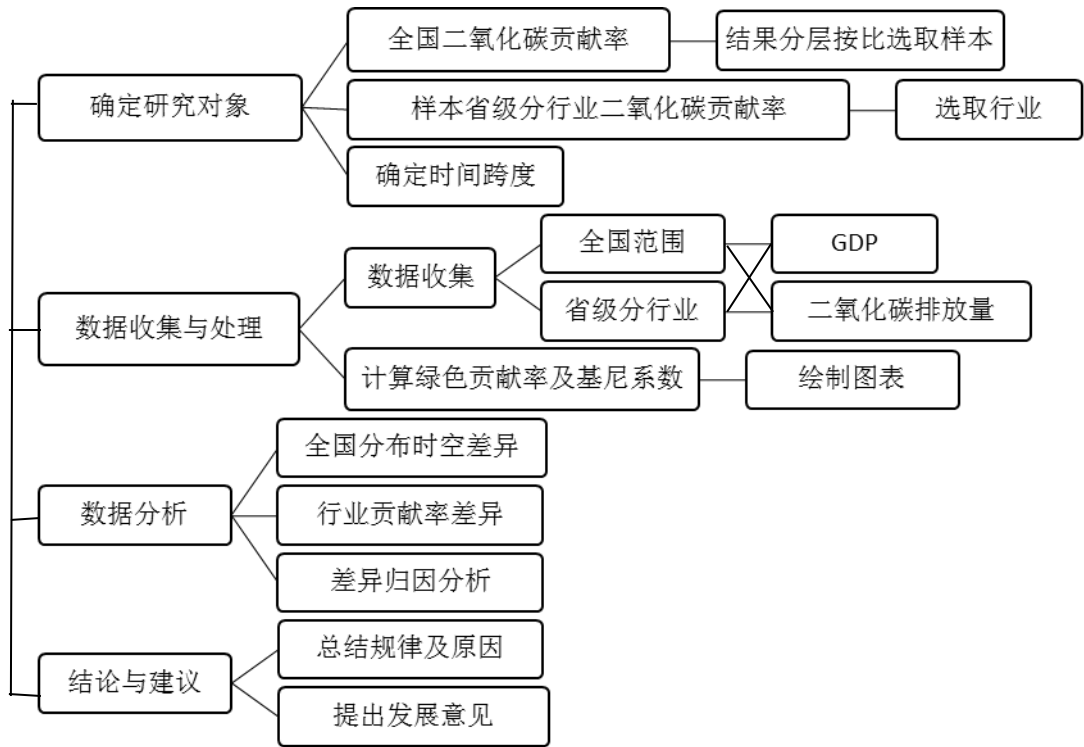 确定研究对象
全国二氧化碳贡献率
结果分层按比选取样本
样本省级分行业二氧化碳贡献率
选取行业
确定时间跨度
数据收集与处理
数据收集
全国范围
GDP
省级分行业
二氧化碳排放量
计算绿色贡献率及基尼系数
绘制图表
数据分析
全国分布时空差异
行业贡献率差异
差异归因分析
结论与建议
总结规律及原因
提出发展意见